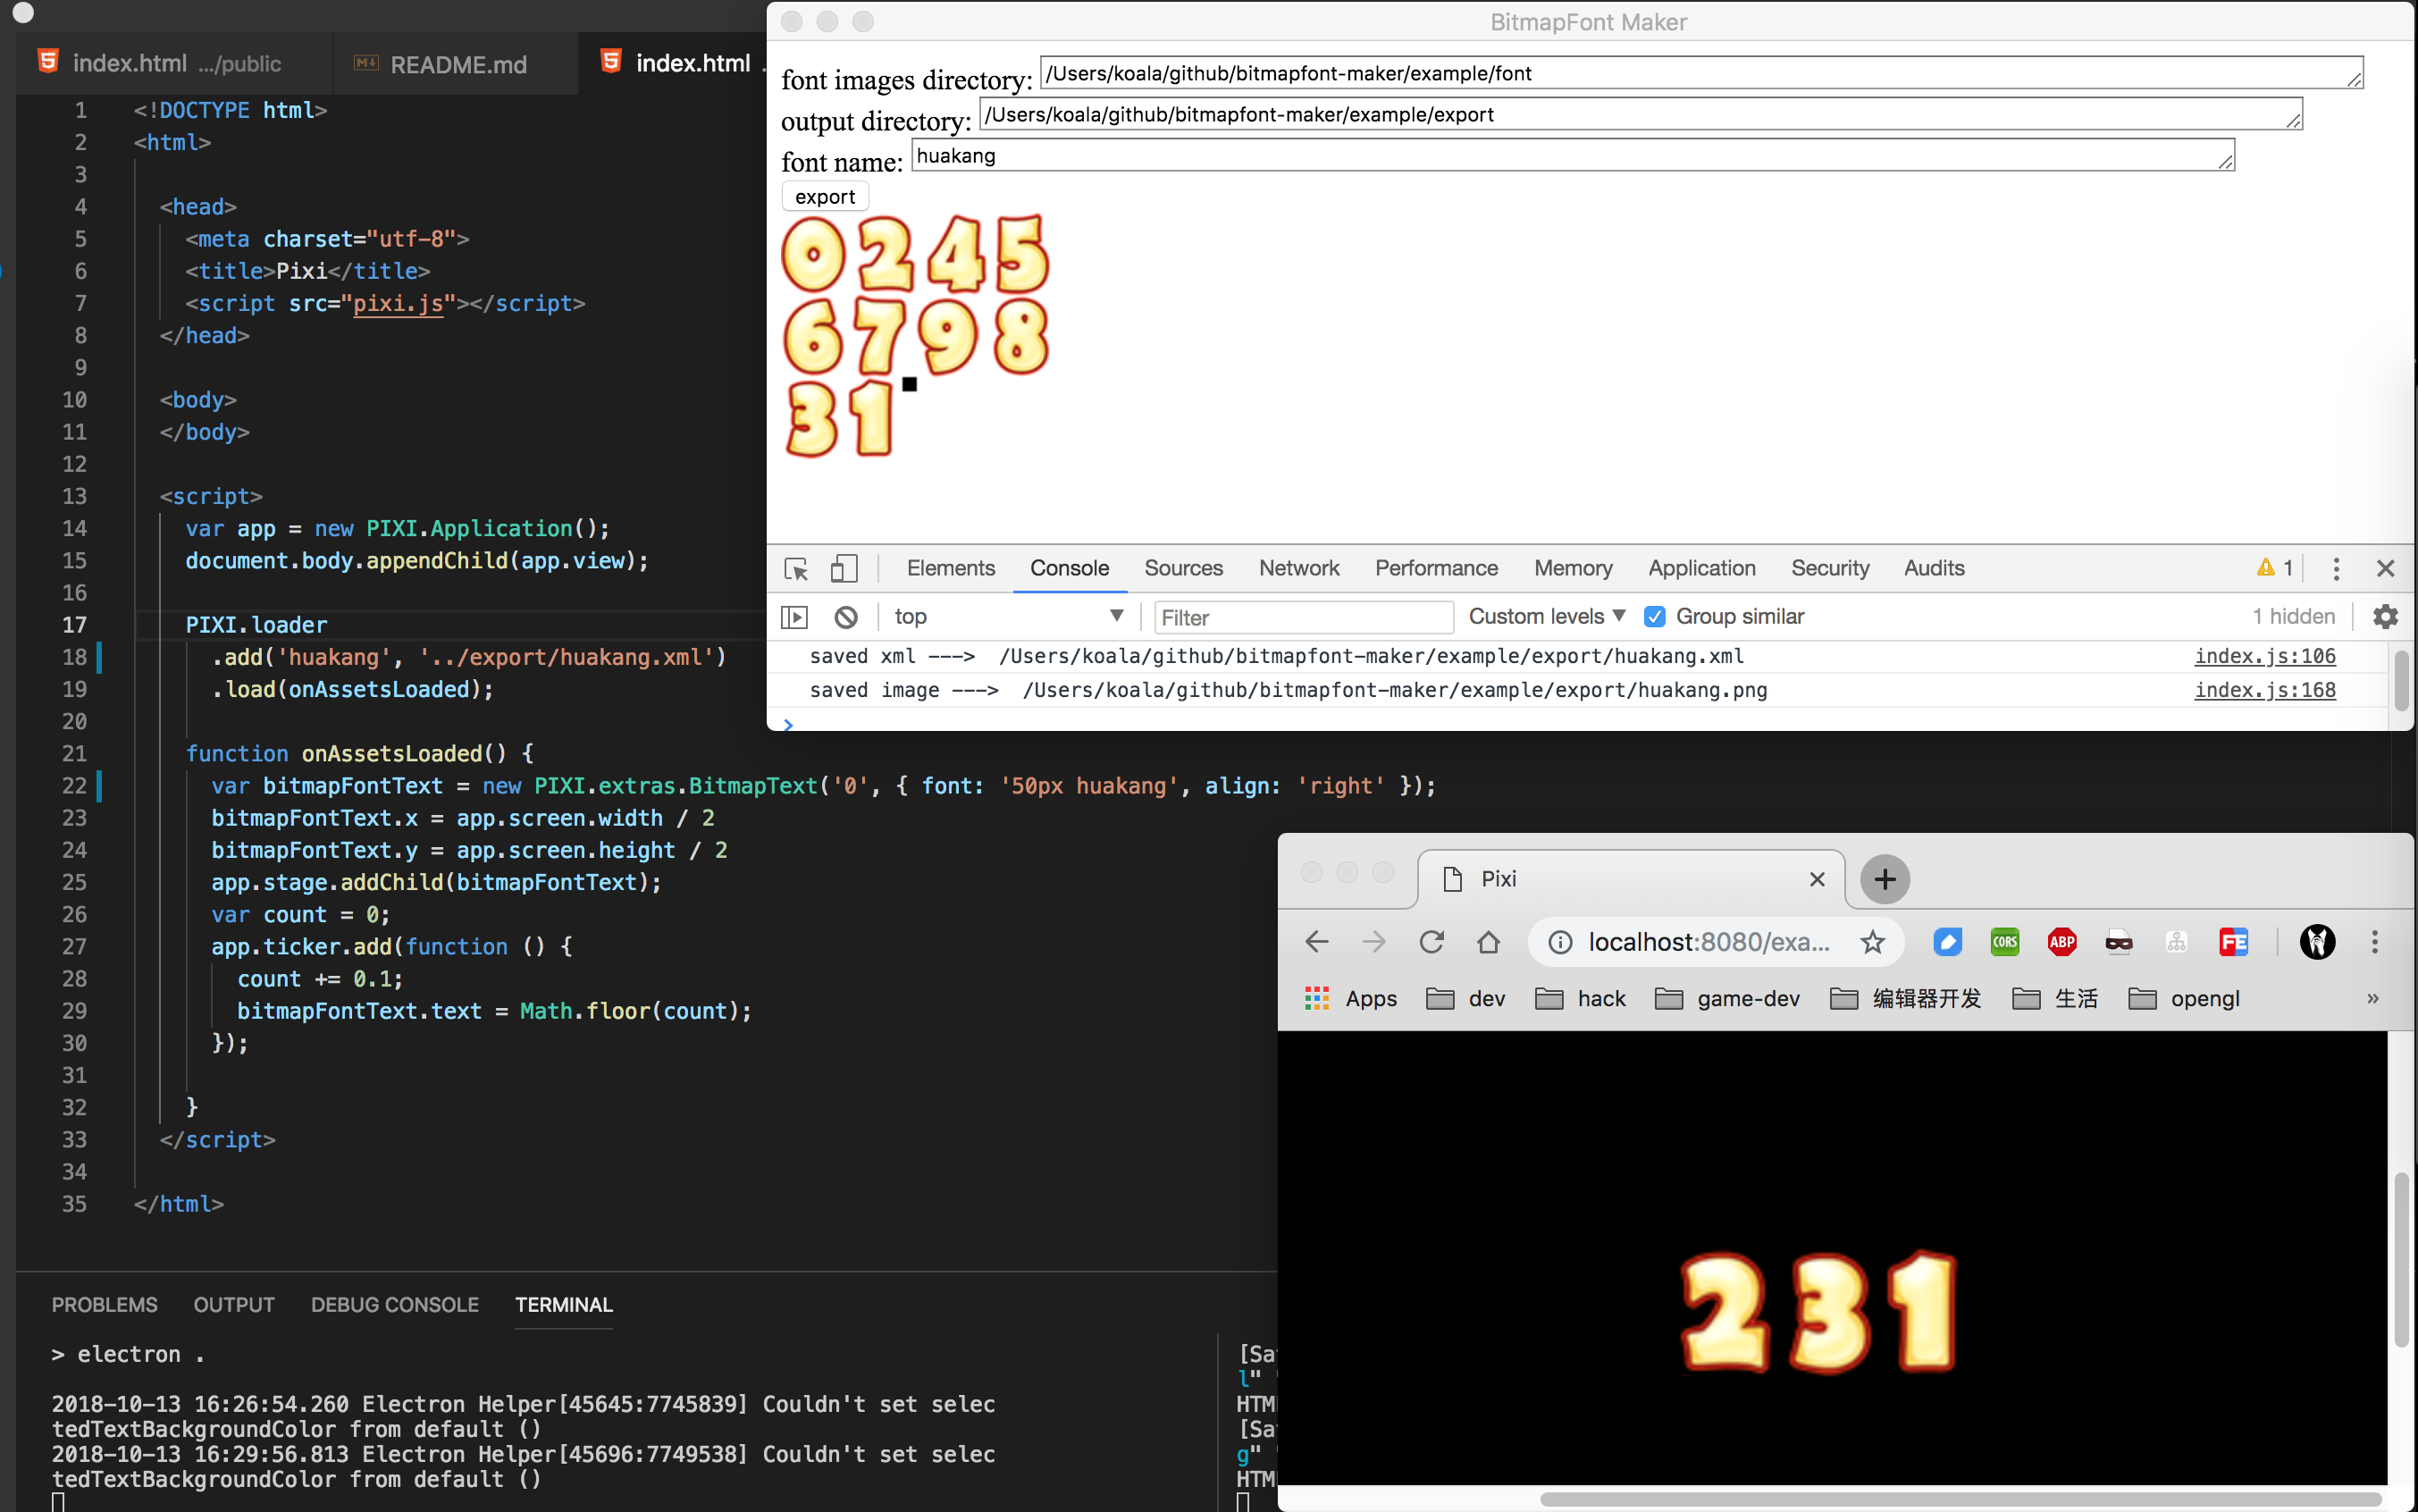 index.html .../public
README.md
index.html
1 <!DOCTYPE html>
2 <html>
3
4 <head>
5 <meta charset="utf-8">
6 <title>Pixi</title>
7 <script src="pixi.js"></script>
8 </head>
9
10 <body>
11 </body>
12
13 <script>
14 var app = new PIXI.Application();
15 document.body.appendChild(app.view);
16
17 PIXI.loader
18 .add('huakang', '../export/huakang.xml')
19 .load(onAssetsLoaded);
20
21 function onAssetsLoaded() {
22 var bitmapFontText = new PIXI.extras.BitmapText('0', { font: '50px huakang', align: 'right' });
23 bitmapFontText.x = app.screen.width / 2
24 bitmapFontText.y = app.screen.height / 2
25 app.stage.addChild(bitmapFontText);
26 var count = 0;
27 app.ticker.add(function () {
28 count += 0.1;
29 bitmapFontText.text = Math.floor(count);
30 });
31
32 }
33 </script>
34
35 </html>
PROBLEMS OUTPUT DEBUG CONSOLE TERMINAL
> electron .
2018-10-13 16:26:54.260 Electron Helper[45645:7745839] Couldn't set selec
tedTextBackgroundColor from default ()
2018-10-13 16:29:56.813 Electron Helper[45696:7749538] Couldn't set selec
tedTextBackgroundColor from default ()
[Sa
l" "
HTM
[Sa
g" "
HTM
BitmapFont Maker
font images directory: /Users/koala/github/bitmapfont-maker/example/font
output directory: /Users/koala/github/bitmapfont-maker/example/export
font name: huakang
export
0245
6798
31
Elements Console Sources Network Performance Memory Application Security Audits 1
top Filter Custom levels Group similar 1 hidden
saved xml ---> /Users/koala/github/bitmapfont-maker/example/export/huakang.xml index.js:106
saved image ---> /Users/koala/github/bitmapfont-maker/example/export/huakang.png index.js:168
Pixi
localhost:8080/exa... CORS ABP FE
Apps dev hack game-dev 编辑器开发 生活 opengl »
231